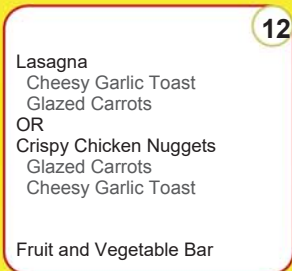 12
Lasagna
Cheesy Garlic Toast
Glazed Carrots
OR
Crispy Chicken Nuggets
Glazed Carrots
Cheesy Garlic Toast
Fruit and Vegetable Bar